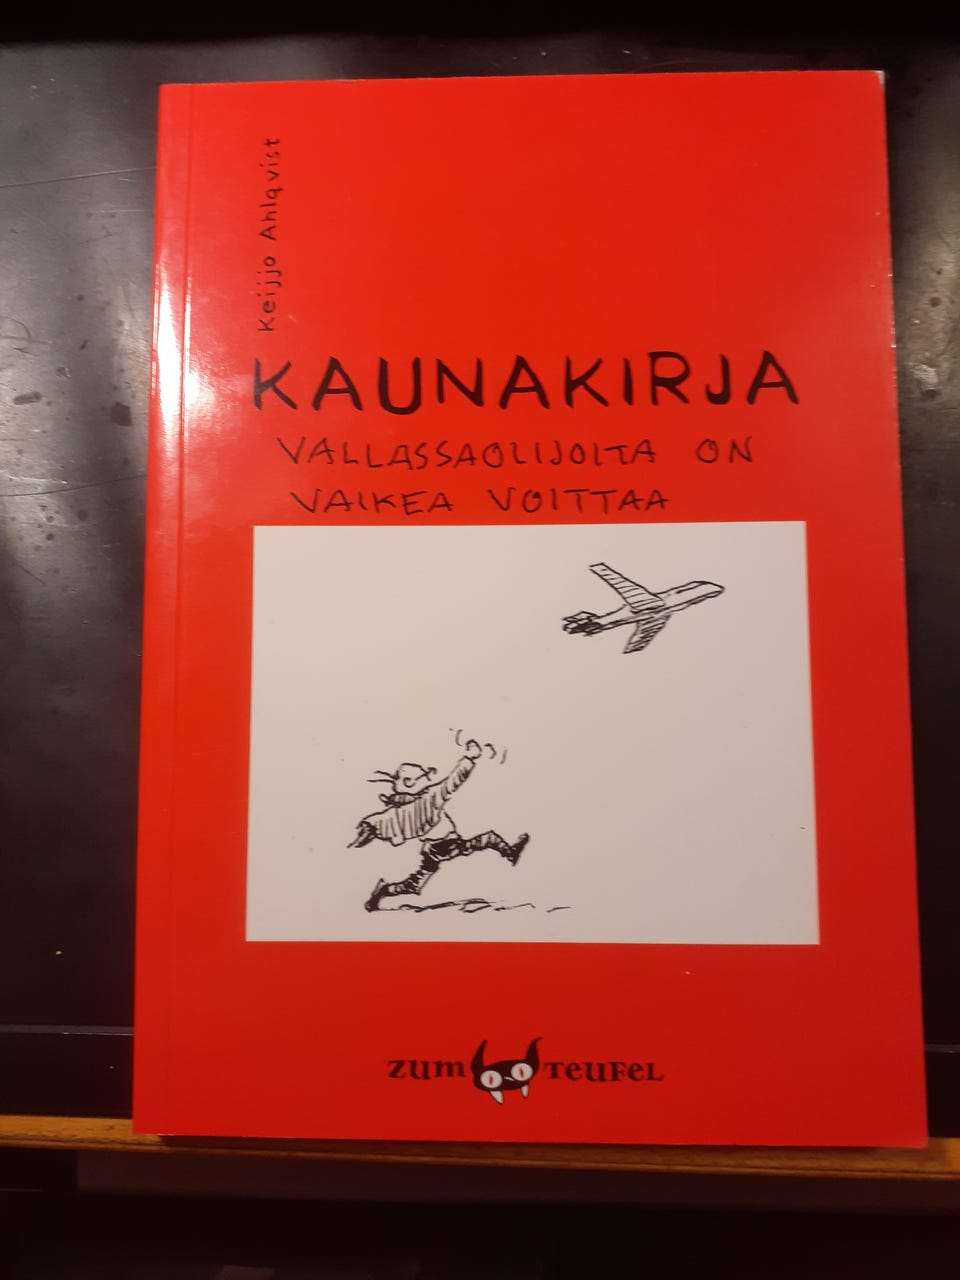 Keijjo Ahlqvist
KAUNAKIRJA
VALLASSAOLIJOITA ON
VAIKEA VOITTAA
ZUM TEUFEL